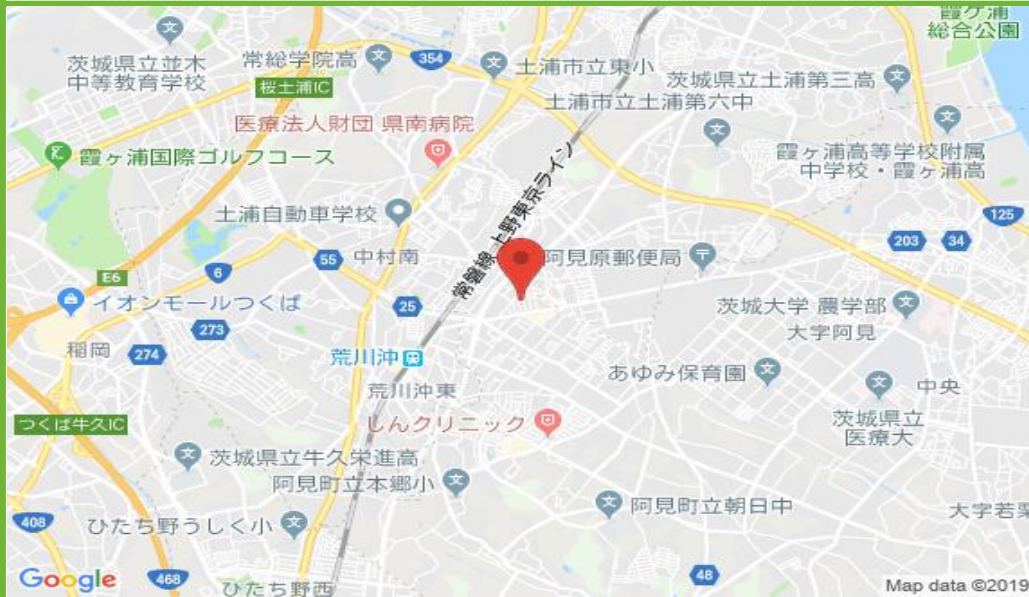 霞ヶ浦
総合公園
茨城県立並木
中等教育学校
常総学院高
354
土浦市立東小
茨城県立土浦第三高
桜土浦IC
土浦市立土浦第六中
医療法人財団 県南病院
霞ヶ浦国際ゴルフコース
霞ヶ浦高等学校附属
中学校・霞ヶ浦高
常磐線-上野東京ライン
土浦自動車学校
125
203
34
55
中村南
阿見原郵便局
6
E6
イオンモールつくば
25
茨城大学 農学部
大字阿見
273
稲岡
274
荒川沖
あゆみ保育園
中央
荒川沖東
つくば牛久IC
しんクリニック
茨城県立
医療大
茨城県立牛久栄進高
阿見町立本郷小
阿見町立朝日中
大字若栗
408
ひたち野うしく小
Google
468
ひたち野西
48
Map data ©2019